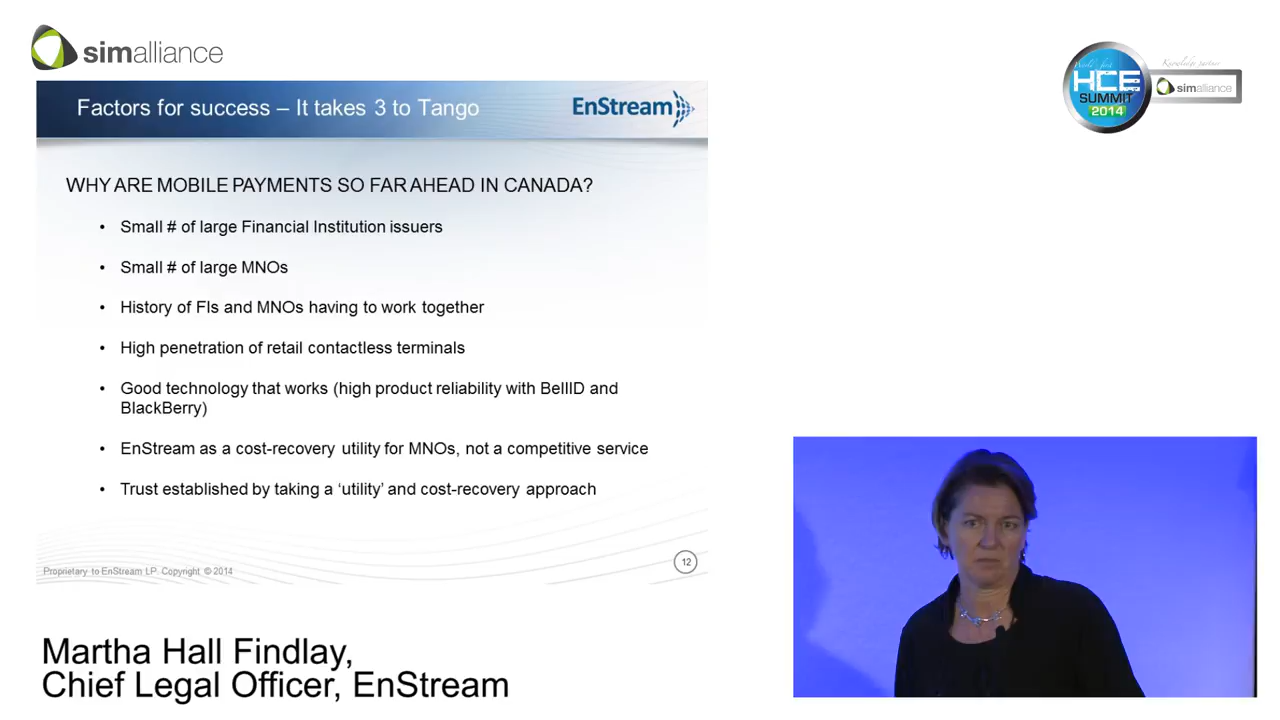 simalliance
World's first
HCE
SUMMIT
2014
Knowledge partner
simalliance
Factors for success – It takes 3 to Tango
EnStream
WHY ARE MOBILE PAYMENTS SO FAR AHEAD IN CANADA?
• Small # of large Financial Institution issuers
• Small # of large MNOs
• History of FIs and MNOs having to work together
• High penetration of retail contactless terminals
• Good technology that works (high product reliability with BellID and
BlackBerry)
• EnStream as a cost-recovery utility for MNOs, not a competitive service
• Trust established by taking a ‘utility’ and cost-recovery approach
Proprietary to EnStream LP. Copyright © 2014
12
Martha Hall Findlay,
Chief Legal Officer, EnStream